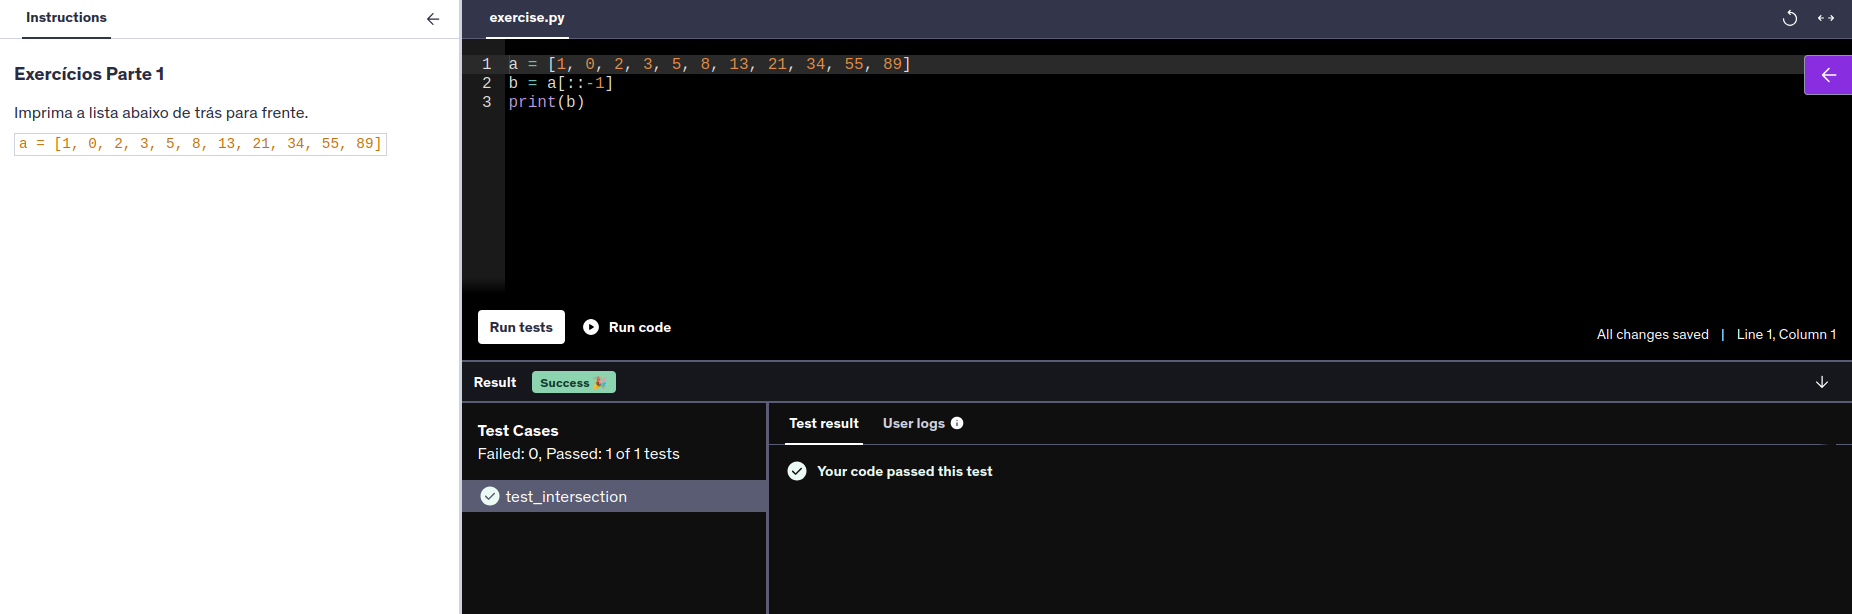 Instructions
Exercícios Parte 1
Imprima a lista abaixo de trás para frente.
a = [1, 0, 2, 3, 5, 8, 13, 21, 34, 55, 89]
exercise.py
1 a = [1, 0, 2, 3, 5, 8, 13, 21, 34, 55, 89]
2 b = a[::-1]
3 print(b)
Run tests Run code
All changes saved | Line 1, Column 1
Result Success 🎉
Test Cases
Failed: 0, Passed: 1 of 1 tests
test_intersection
Test result User logs
Your code passed this test